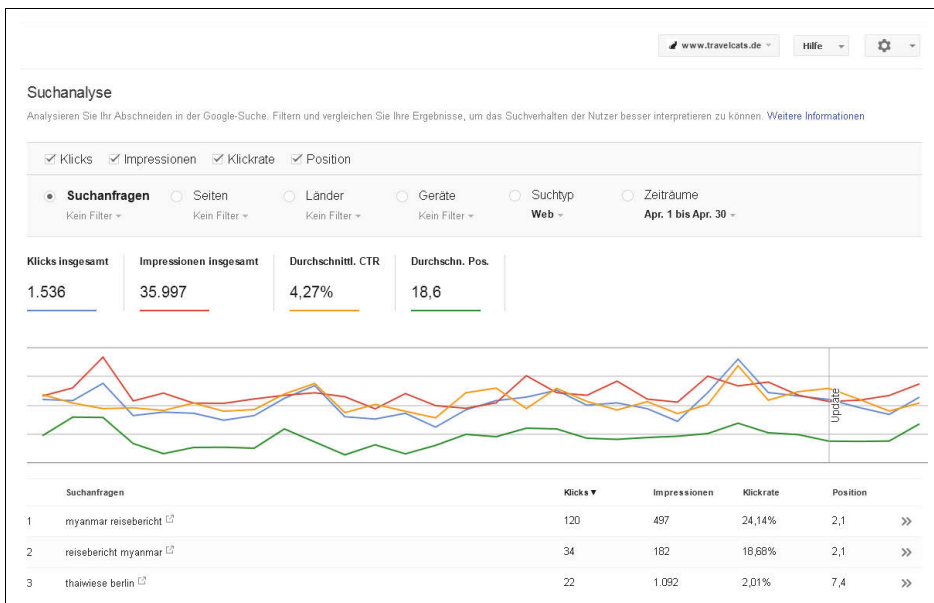 www.travelcats.de Hilfe
Suchanalyse
Analysieren Sie Ihr Abschneiden in der Google-Suche. Filtern und vergleichen Sie Ihre Ergebnisse, um das Suchverhalten der Nutzer besser interpretieren zu können. Weitere Informationen
Klicks Impressionen Klickrate Position
Suchanfragen Seiten Länder Geräte Suchtyp Zeiträume
Kein Filter Kein Filter Kein Filter Kein Filter Web Apr. 1 bis Apr. 30
Klicks insgesamt Impressionen insgesamt Durchschnittl. CTR Durchschn. Pos.
1.536 35.997 4,27% 18,6
Update
Suchanfragen Klicks▼ Impressionen Klickrate Position
1 myanmar reisebericht 120 497 24,14% 2,1 »
2 reisebericht myanmar 34 182 18,68% 2,1 »
3 thaiwiese berlin 22 1.092 2,01% 7,4 »